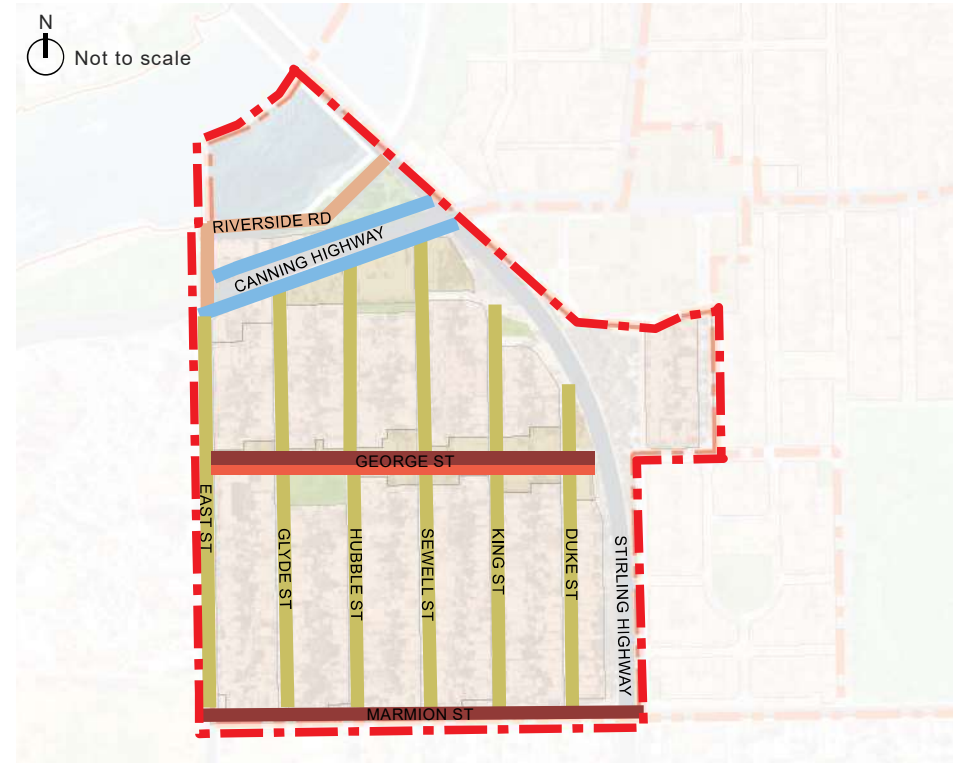 N
Not to scale
RIVERSIDE RD
CANNING HIGHWAY
GEORGE ST
EAST ST
GLYDE ST
HUBBLE ST
SEWELL ST
KING ST
DUKE ST
STIRLING HIGHWAY
MARMION ST